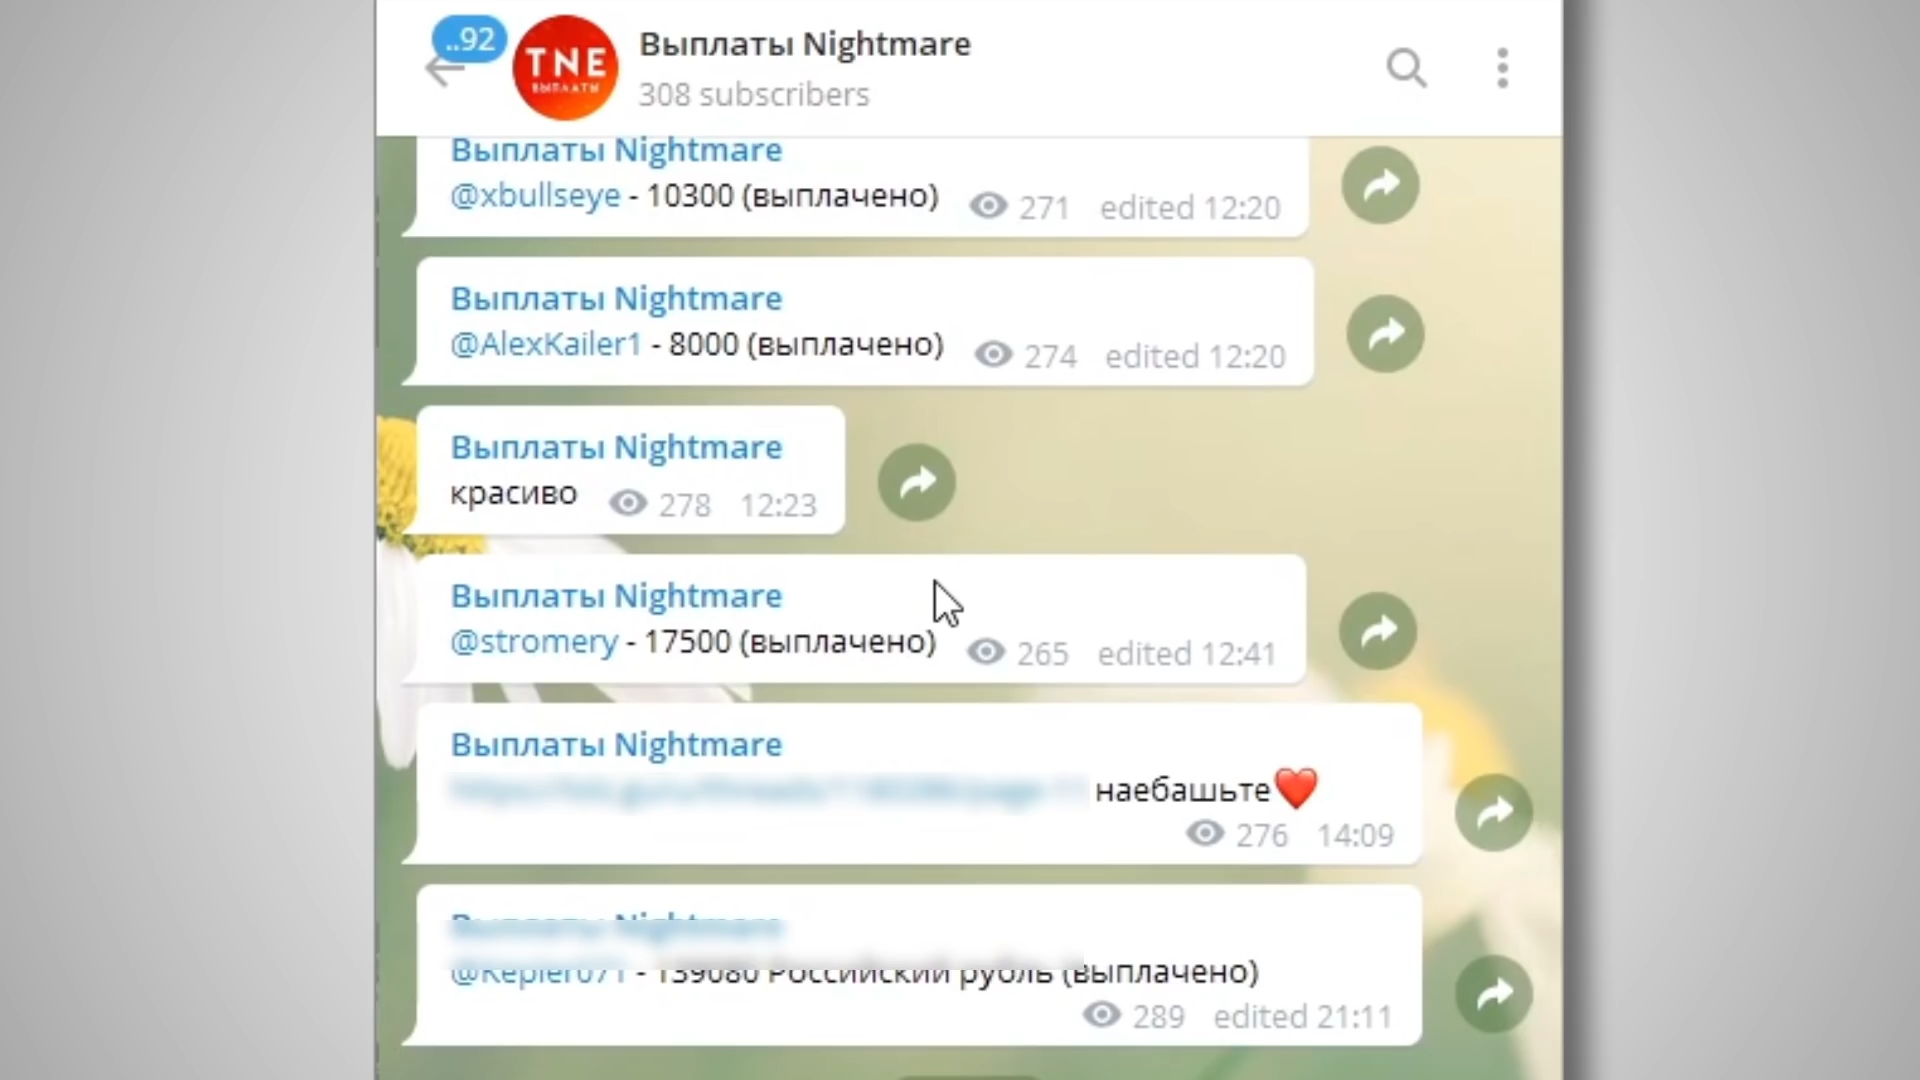 ..92
TNE
ВЫПЛАТЫ
Выплаты Nightmare
308 subscribers
Выплаты Nightmare
@xbullseye - 10300 (выплачено) 271 edited 12:20
Выплаты Nightmare
@AlexKailer1 - 8000 (выплачено) 274 edited 12:20
Выплаты Nightmare
красиво 278 12:23
Выплаты Nightmare
@stromery - 17500 (выплачено) 265 edited 12:41
Выплаты Nightmare
наебашьте❤️
276 14:09
Выплаты Nightmare
- 139080 Российский рубль (выплачено)
289 edited 21:11